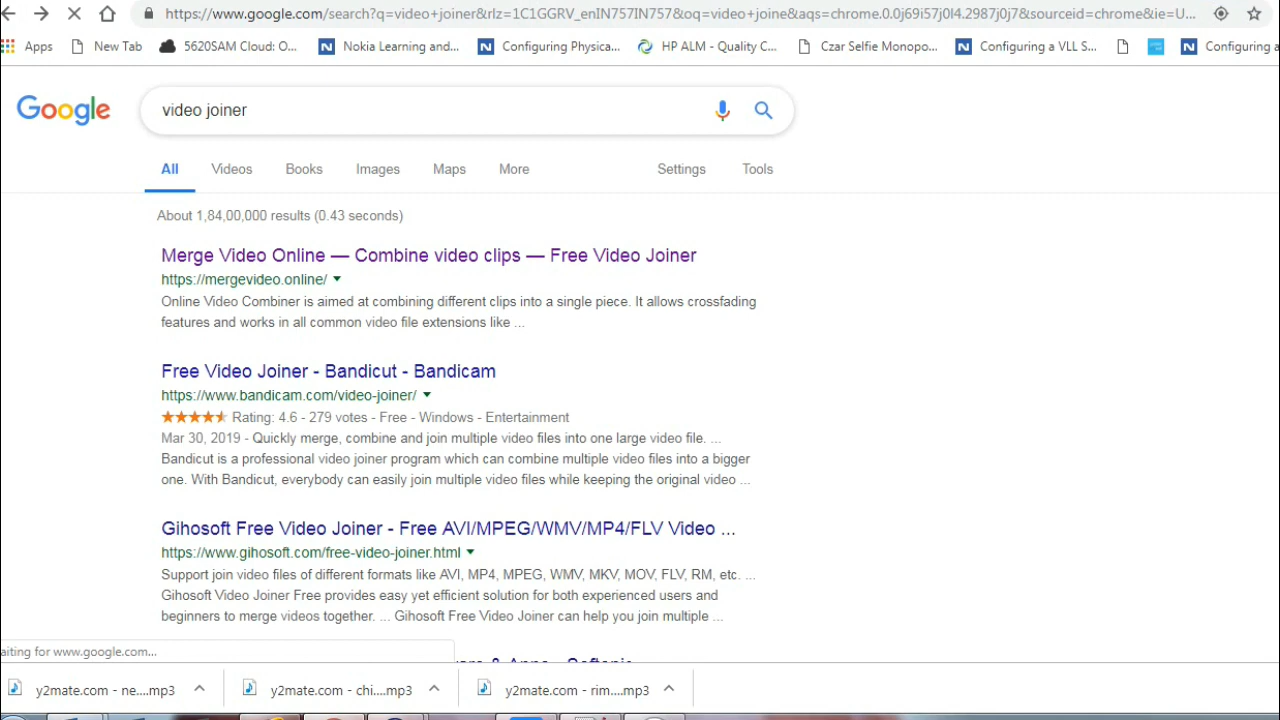 https://www.google.com/search?q=video+joiner&rlz=1C1GGRV_enIN757IN757&oq=video+joine&aqs=chrome.0.0j69i57j0l4.2987j0j7&sourceid=chrome&ie=U...
Apps New Tab 5620SAM Cloud: O... Nokia Learning and... Configuring Physica... HP ALM - Quality C... Czar Selfie Monopo... Configuring a VLL S... Configuring a
Google video joiner
All Videos Books Images Maps More Settings Tools
About 1,84,00,000 results (0.43 seconds)
Merge Video Online — Combine video clips — Free Video Joiner
https://mergevideo.online/
Online Video Combiner is aimed at combining different clips into a single piece. It allows crossfading
features and works in all common video file extensions like ...
Free Video Joiner - Bandicut - Bandicam
https://www.bandicam.com/video-joiner/
Rating: 4.6 - 279 votes - Free - Windows - Entertainment
Mar 30, 2019 - Quickly merge, combine and join multiple video files into one large video file. ...
Bandicut is a professional video joiner program which can combine multiple video files into a bigger
one. With Bandicut, everybody can easily join multiple video files while keeping the original video ...
Gihosoft Free Video Joiner - Free AVI/MPEG/WMV/MP4/FLV Video ...
https://www.gihosoft.com/free-video-joiner.html
Support join video files of different formats like AVI, MP4, MPEG, WMV, MKV, MOV, FLV, RM, etc. ...
Gihosoft Video Joiner Free provides easy yet efficient solution for both experienced users and
beginners to merge videos together. ... Gihosoft Free Video Joiner can help you join multiple ...
aiting for www.google.com...
& Apps - Softonic
y2mate.com - ne....mp3 y2mate.com - chi....mp3 y2mate.com - rim....mp3